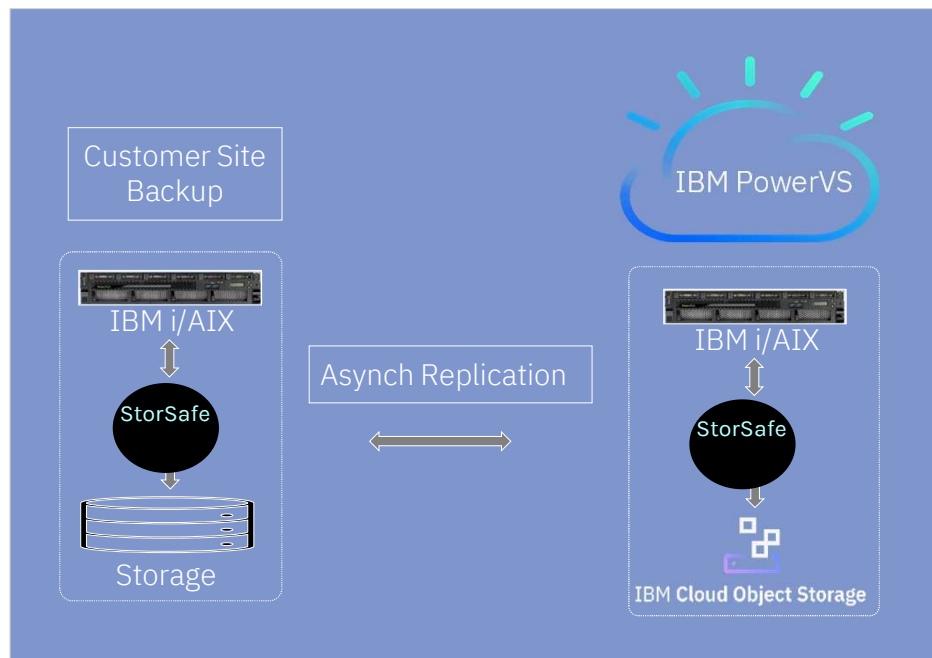 Customer Site
Backup
IBM i/AIX
StorSafe
Storage
Asynch Replication
IBM PowerVS
IBM i/AIX
StorSafe
IBM Cloud Object Storage